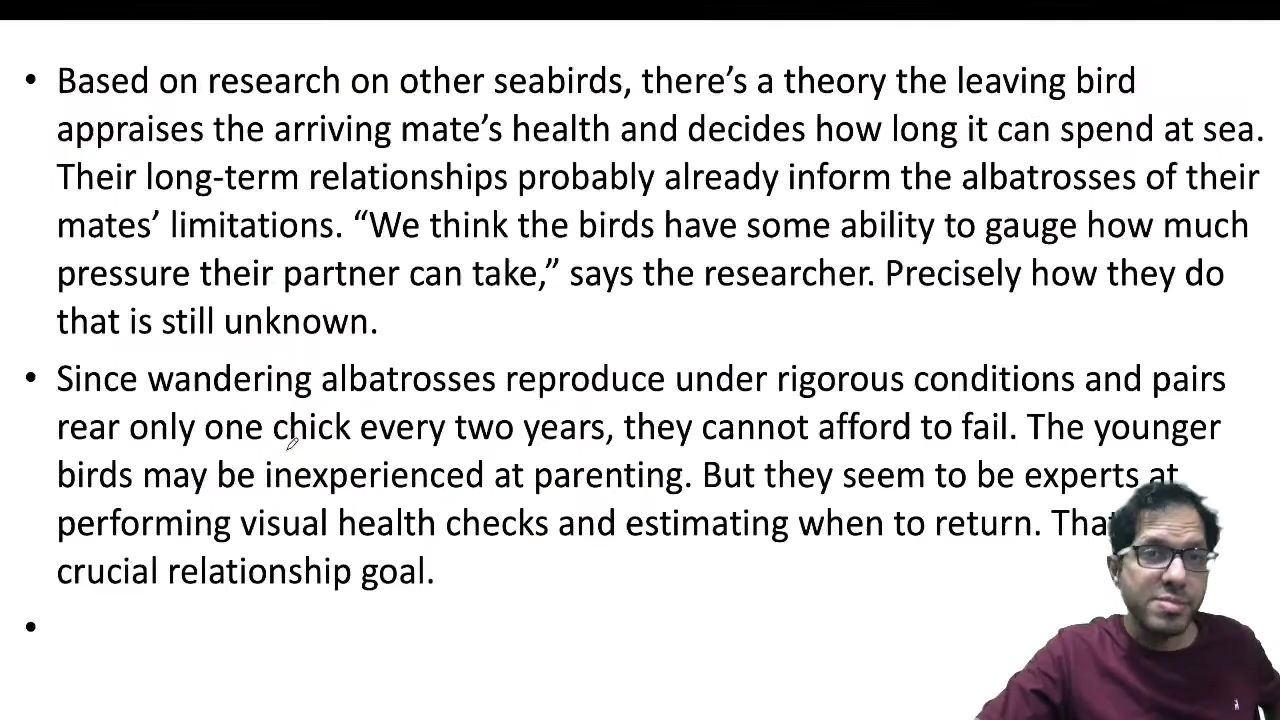 • Based on research on other seabirds, there’s a theory the leaving bird
appraises the arriving mate’s health and decides how long it can spend at sea.
Their long-term relationships probably already inform the albatrosses of their
mates’ limitations. “We think the birds have some ability to gauge how much
pressure their partner can take,” says the researcher. Precisely how they do
that is still unknown.
• Since wandering albatrosses reproduce under rigorous conditions and pairs
rear only one chick every two years, they cannot afford to fail. The younger
birds may be inexperienced at parenting. But they seem to be experts at
performing visual health checks and estimating when to return.
crucial relationship goal.
•